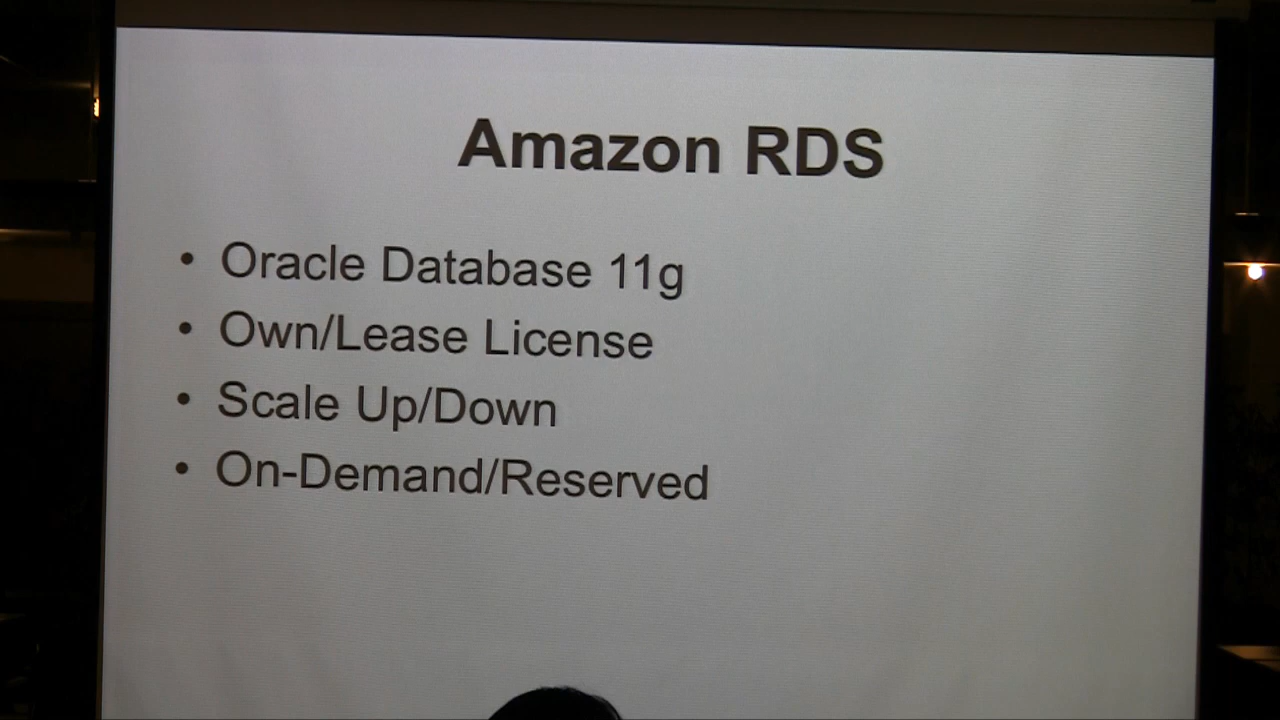 Amazon RDS
• Oracle Database 11g
• Own/Lease License
• Scale Up/Down
• On-Demand/Reserved